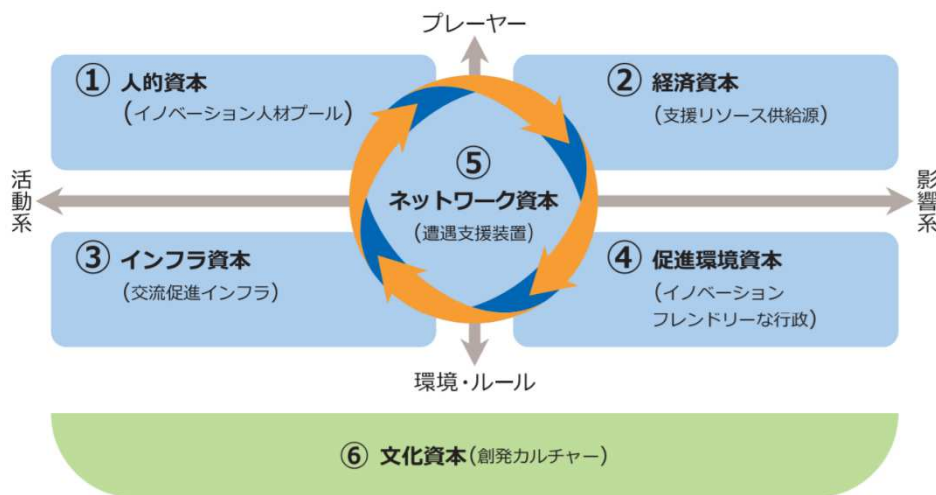 プレーヤー
① 人的資本
(イノベーション人材プール)
② 経済資本
(支援リソース供給源)
活動系
⑤
ネットワーク資本
(遭遇支援装置)
影響系
③ インフラ資本
(交流促進インフラ)
④ 促進環境資本
(イノベーション
フレンドリーな行政)
環境・ルール
⑥ 文化資本(創発カルチャー)